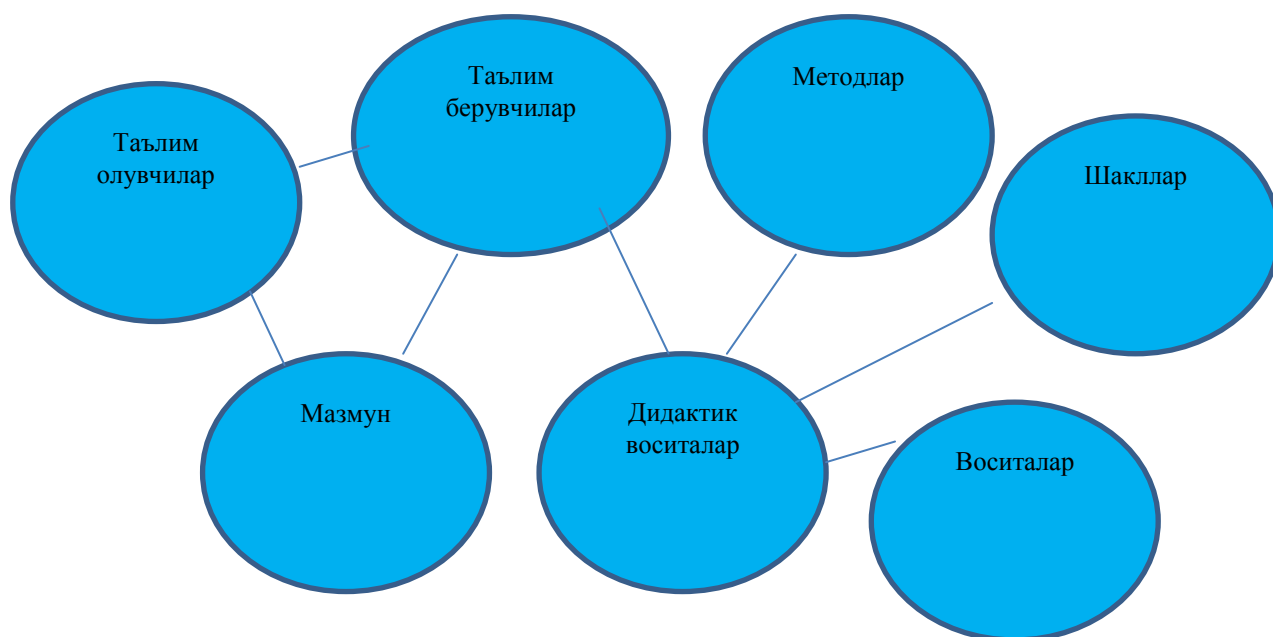 Таълим
олувчилар
Таълим
берувчилар
Методлар
Шакллар
Мазмун
Дидактик
воситалар
Воситалар